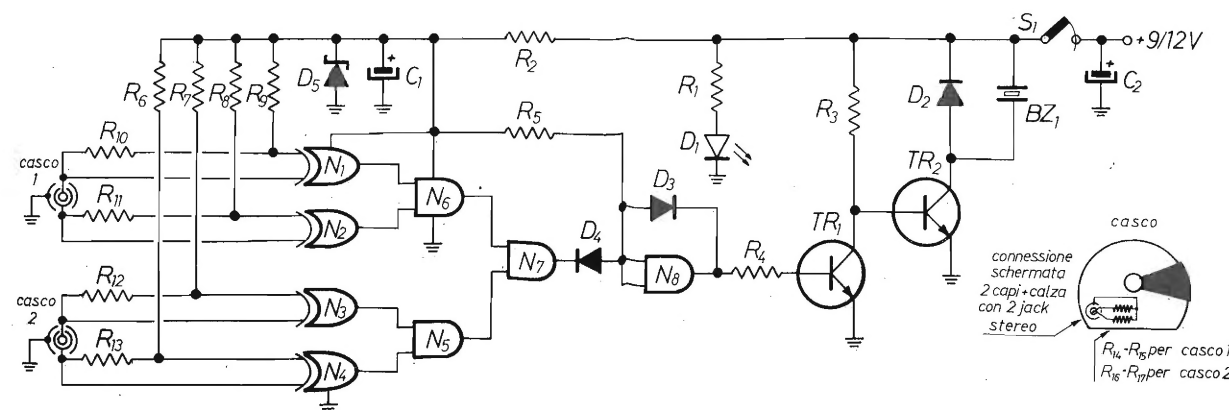 S₁
+9/12V
R₂
D₅
+
C₁
+
C₂
R₆
R₇
R₈
R₉
R₁
R₃
D₂
BZ₁
R₅
D₁
R₁₀
casco
1
N₁
TR₂
R₁₁
N₆
D₃
N₂
TR₁
casco
D₄
R₄
N₇
N₈
connessione
schermata
2 capi+calza
con 2 jack
stereo
R₁₂
casco
2
N₃
N₅
R₁₃
N₄
R₁₄-R₁₅ per casco 1
R₁₆-R₁₇ per casco 2